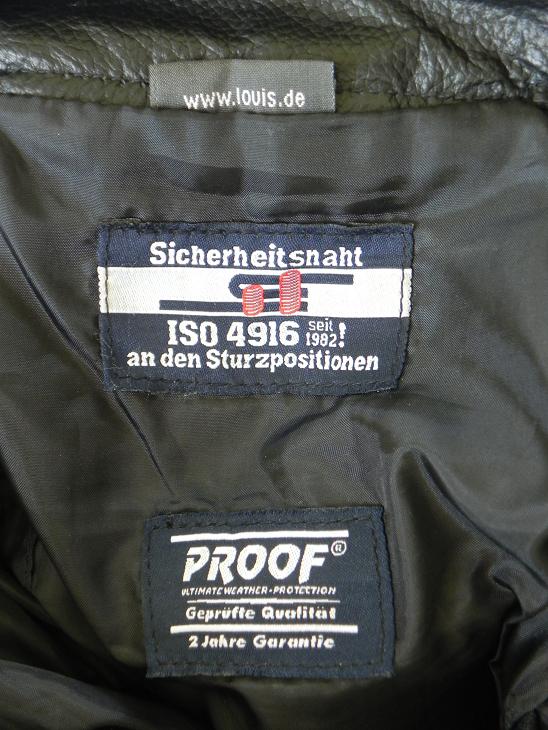 www.louis.de
Sicherheitsnaht
ISO 4916 seit 1982!
an den Sturzpositionen
PROOF®
ULTIMATE WEATHER-PROTECTION
Geprüfte Qualität
2 Jahre Garantie